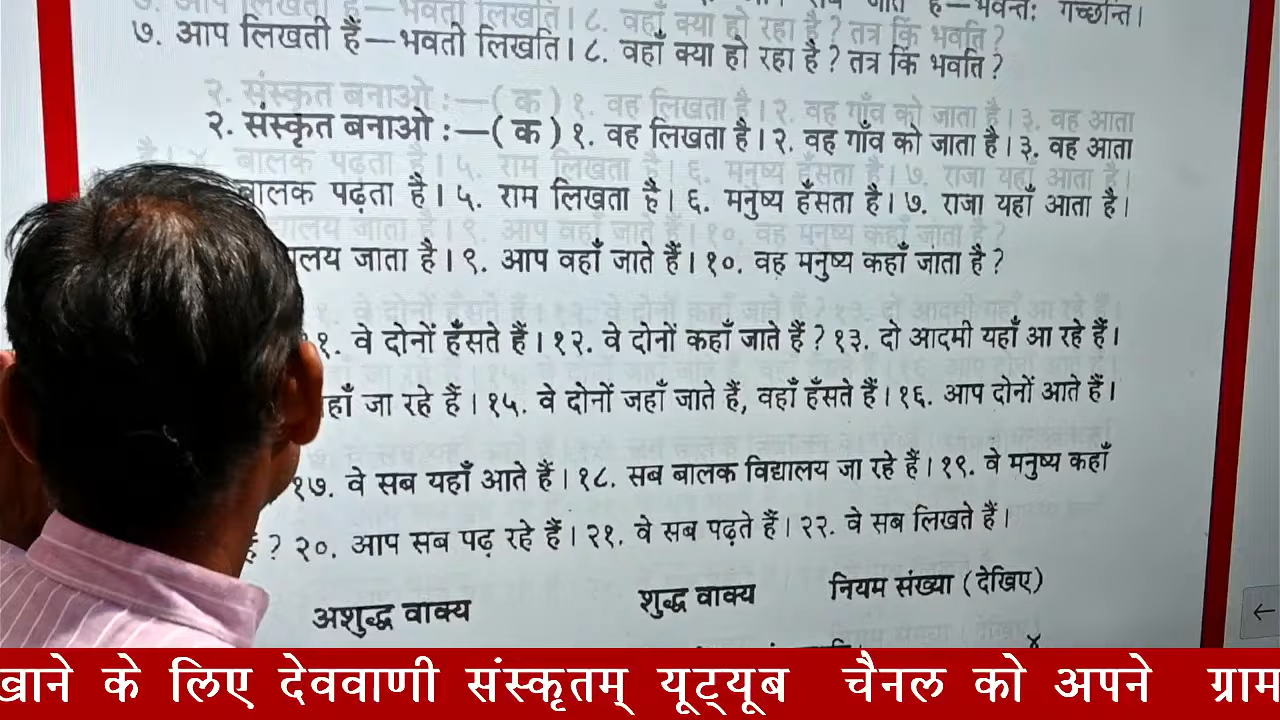 जाते हैं—भवन्तः गच्छन्ति।
७. आप लिखती हैं—भवती लिखति। ८. वहाँ क्या हो रहा है ? तत्र किं भवति ?
२. संस्कृत बनाओ :—( क ) १. वह लिखता है। २. वह गाँव को जाता है। ३. वह आता
बालक पढ़ता है। ५. राम लिखता है। ६. मनुष्य हँसता है। ७. राजा यहाँ आता है।
जाता है। ९. आप वहाँ जाते हैं। १०. वह मनुष्य कहाँ जाता है ?
१. वे दोनों हँसते हैं। १२. वे दोनों कहाँ जाते हैं ? १३. दो आदमी यहाँ आ रहे हैं।
जा रहे हैं। १५. वे दोनों जहाँ जाते हैं, वहाँ हँसते हैं। १६. आप दोनों आते हैं।
१७. वे सब यहाँ आते हैं। १८. सब बालक विद्यालय जा रहे हैं। १९. वे मनुष्य कहाँ
? २०. आप सब पढ़ रहे हैं। २१. वे सब पढ़ते हैं। २२. वे सब लिखते हैं।
अशुद्ध वाक्य शुद्ध वाक्य नियम संख्या (देखिए)
खाने के लिए देववाणी संस्कृतम् यूट्यूब चैनल को अपने ग्राम